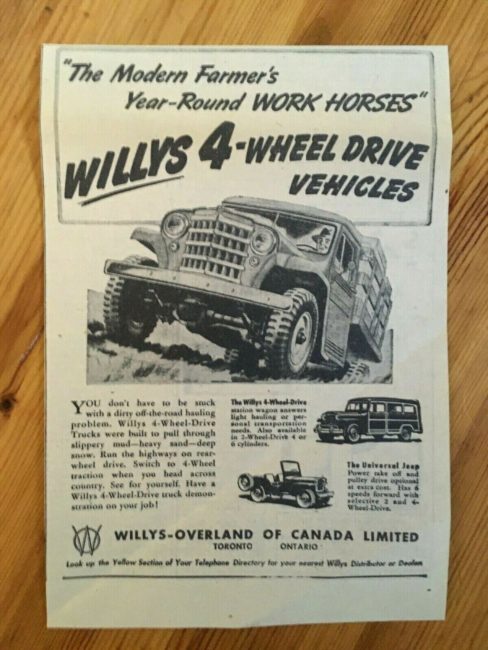 "The Modern Farmer's
Year-Round WORK HORSES"
WILLYS 4-WHEEL DRIVE
VEHICLES
YOU don't have to be stuck
with a dirty off-the-road hauling
problem. Willys 4-Wheel-Drive
Trucks were built to pull through
slippery mud—heavy sand—deep
snow. Run the highways on rear-
wheel drive. Switch to 4-Wheel
traction when you head across
country. See for yourself. Have a
Willys 4-Wheel-Drive truck demon-
stration on your job!
The Willys 4-Wheel-Drive
station wagon answers
light hauling or per-
sonal transportation
needs. Also available
in 2-Wheel-Drive 4 or
6 cylinders.
The Universal Jeep
Power take off and
pulley drive optional
at extra cost. Has 6
speeds forward with
selective 2 and 4-
Wheel-Drive.
W
WILLYS-OVERLAND OF CANADA LIMITED
TORONTO ONTARIO
Look up the Yellow Section of Your Telephone Directory for your nearest Willys Distributor or Dealer